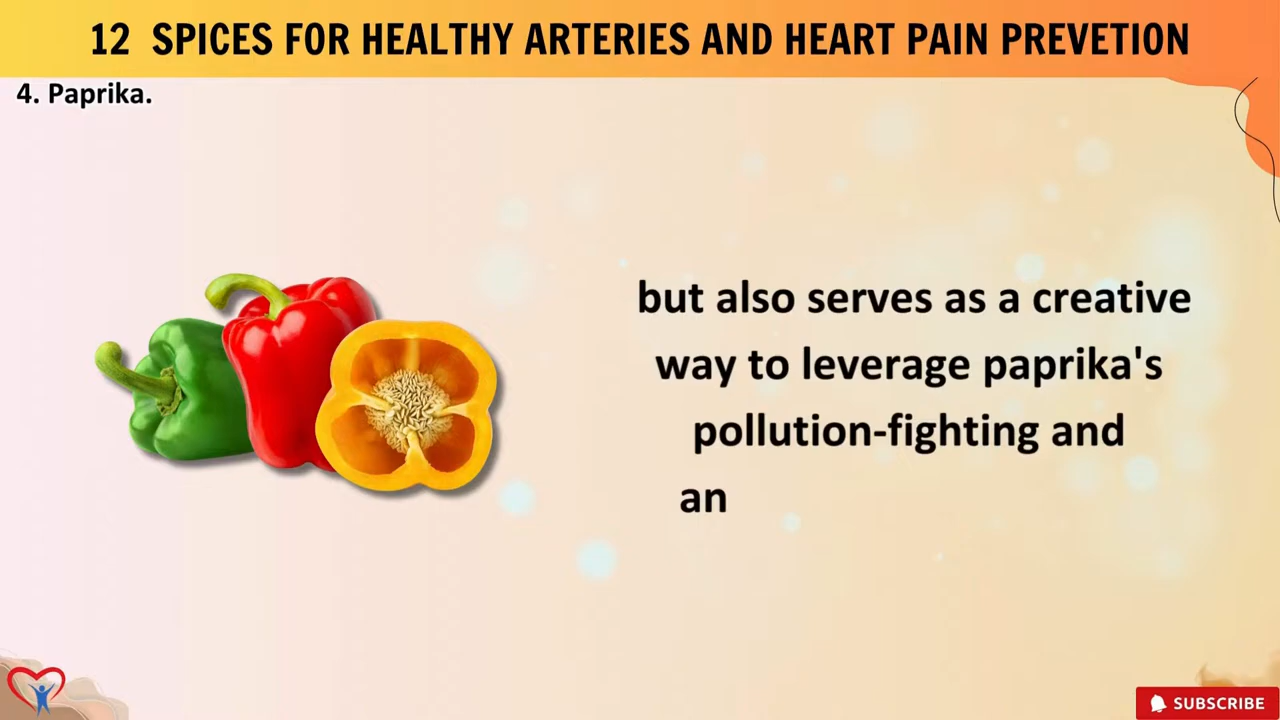 12 SPICES FOR HEALTHY ARTERIES AND HEART PAIN PREVETION
4. Paprika.
but also serves as a creative
way to leverage paprika's
pollution-fighting and
an
SUBSCRIBE